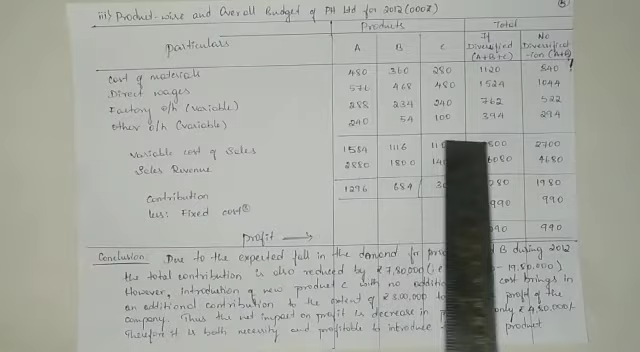 iii) Product-wise and Overall Budget of PH Ltd for 2012 (000₹)
Particulars Products Total
A B C If Diversified (A+B+C) No Diversification (A+B)
Cost of materials 480 360 280 1120 840
Direct wages 576 468 480 1524 1044
Factory o/h (variable) 288 234 240 762 522
Other o/h (variable) 240 54 100 394 294
Variable cost of Sales 1584 1116 2700
Sales Revenue 2880 1800 6080 4680
Contribution 1296 684 1980
Less: Fixed cost 990 990
Profit → 990
Conclusion: Due to the expected fall in the demand for B during 2012
the total contribution is also reduced by ₹7,80,000 (i.e - 19,80,000)
However, Introduction of new product C with no cost brings in
an additional contribution to the extent of ₹ profit of the
company. Thus the net impact on profit is decrease in only ₹4,80,000/-
Therefore it is both necessity and profitable to introduce product